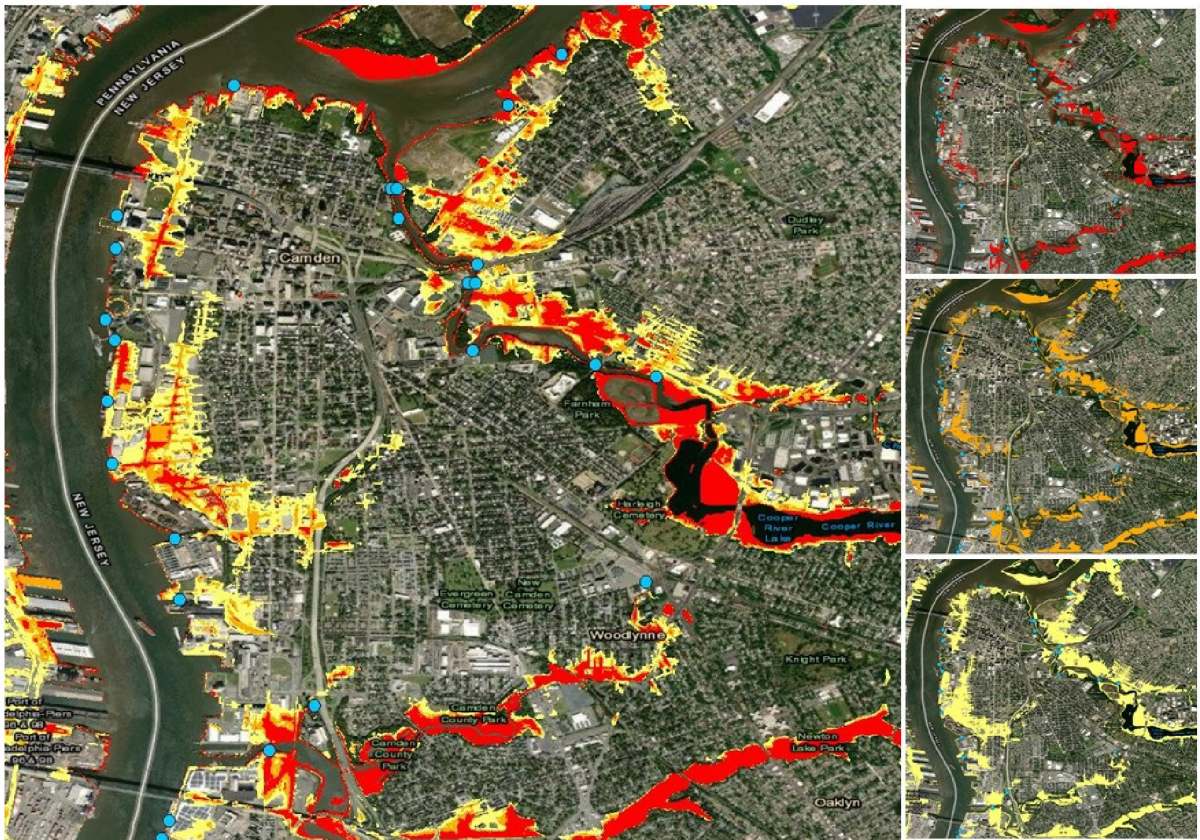 PENNSYLVANIA
NEW JERSEY
Dudley
Park
Camden
Farnham
Park
Harleigh
Cemetery
Cooper
River
Lake
Cooper River
NEW JERSEY
Evergreen
Cemetery
New
Camden
Cemetery
Woodlynne
Knight Park
Port of
delphia-Piers
96 & 98
Port of
adelphia-Piers
96 & 98
Camden
County Park
Camden
County
Park
Newton
Lake Park
Oaklyn